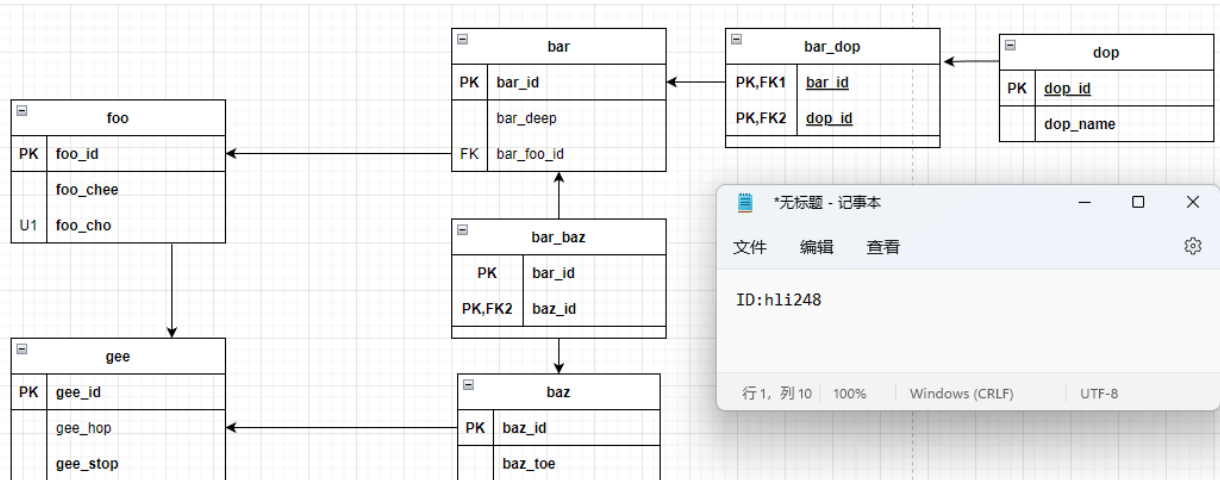 foo
PK foo_id
foo_chee
U1 foo_cho
gee
PK gee_id
gee_hop
gee_stop
bar
PK bar_id
bar_deep
FK bar_foo_id
bar_baz
PK bar_id
PK,FK2 baz_id
baz
PK baz_id
baz_toe
bar_dop
PK,FK1 bar_id
PK,FK2 dop_id
dop
PK dop_id
dop_name
*无标题 - 记事本
文件 编辑 查看
ID:hli248
行 1，列 10 100% Windows (CRLF) UTF-8